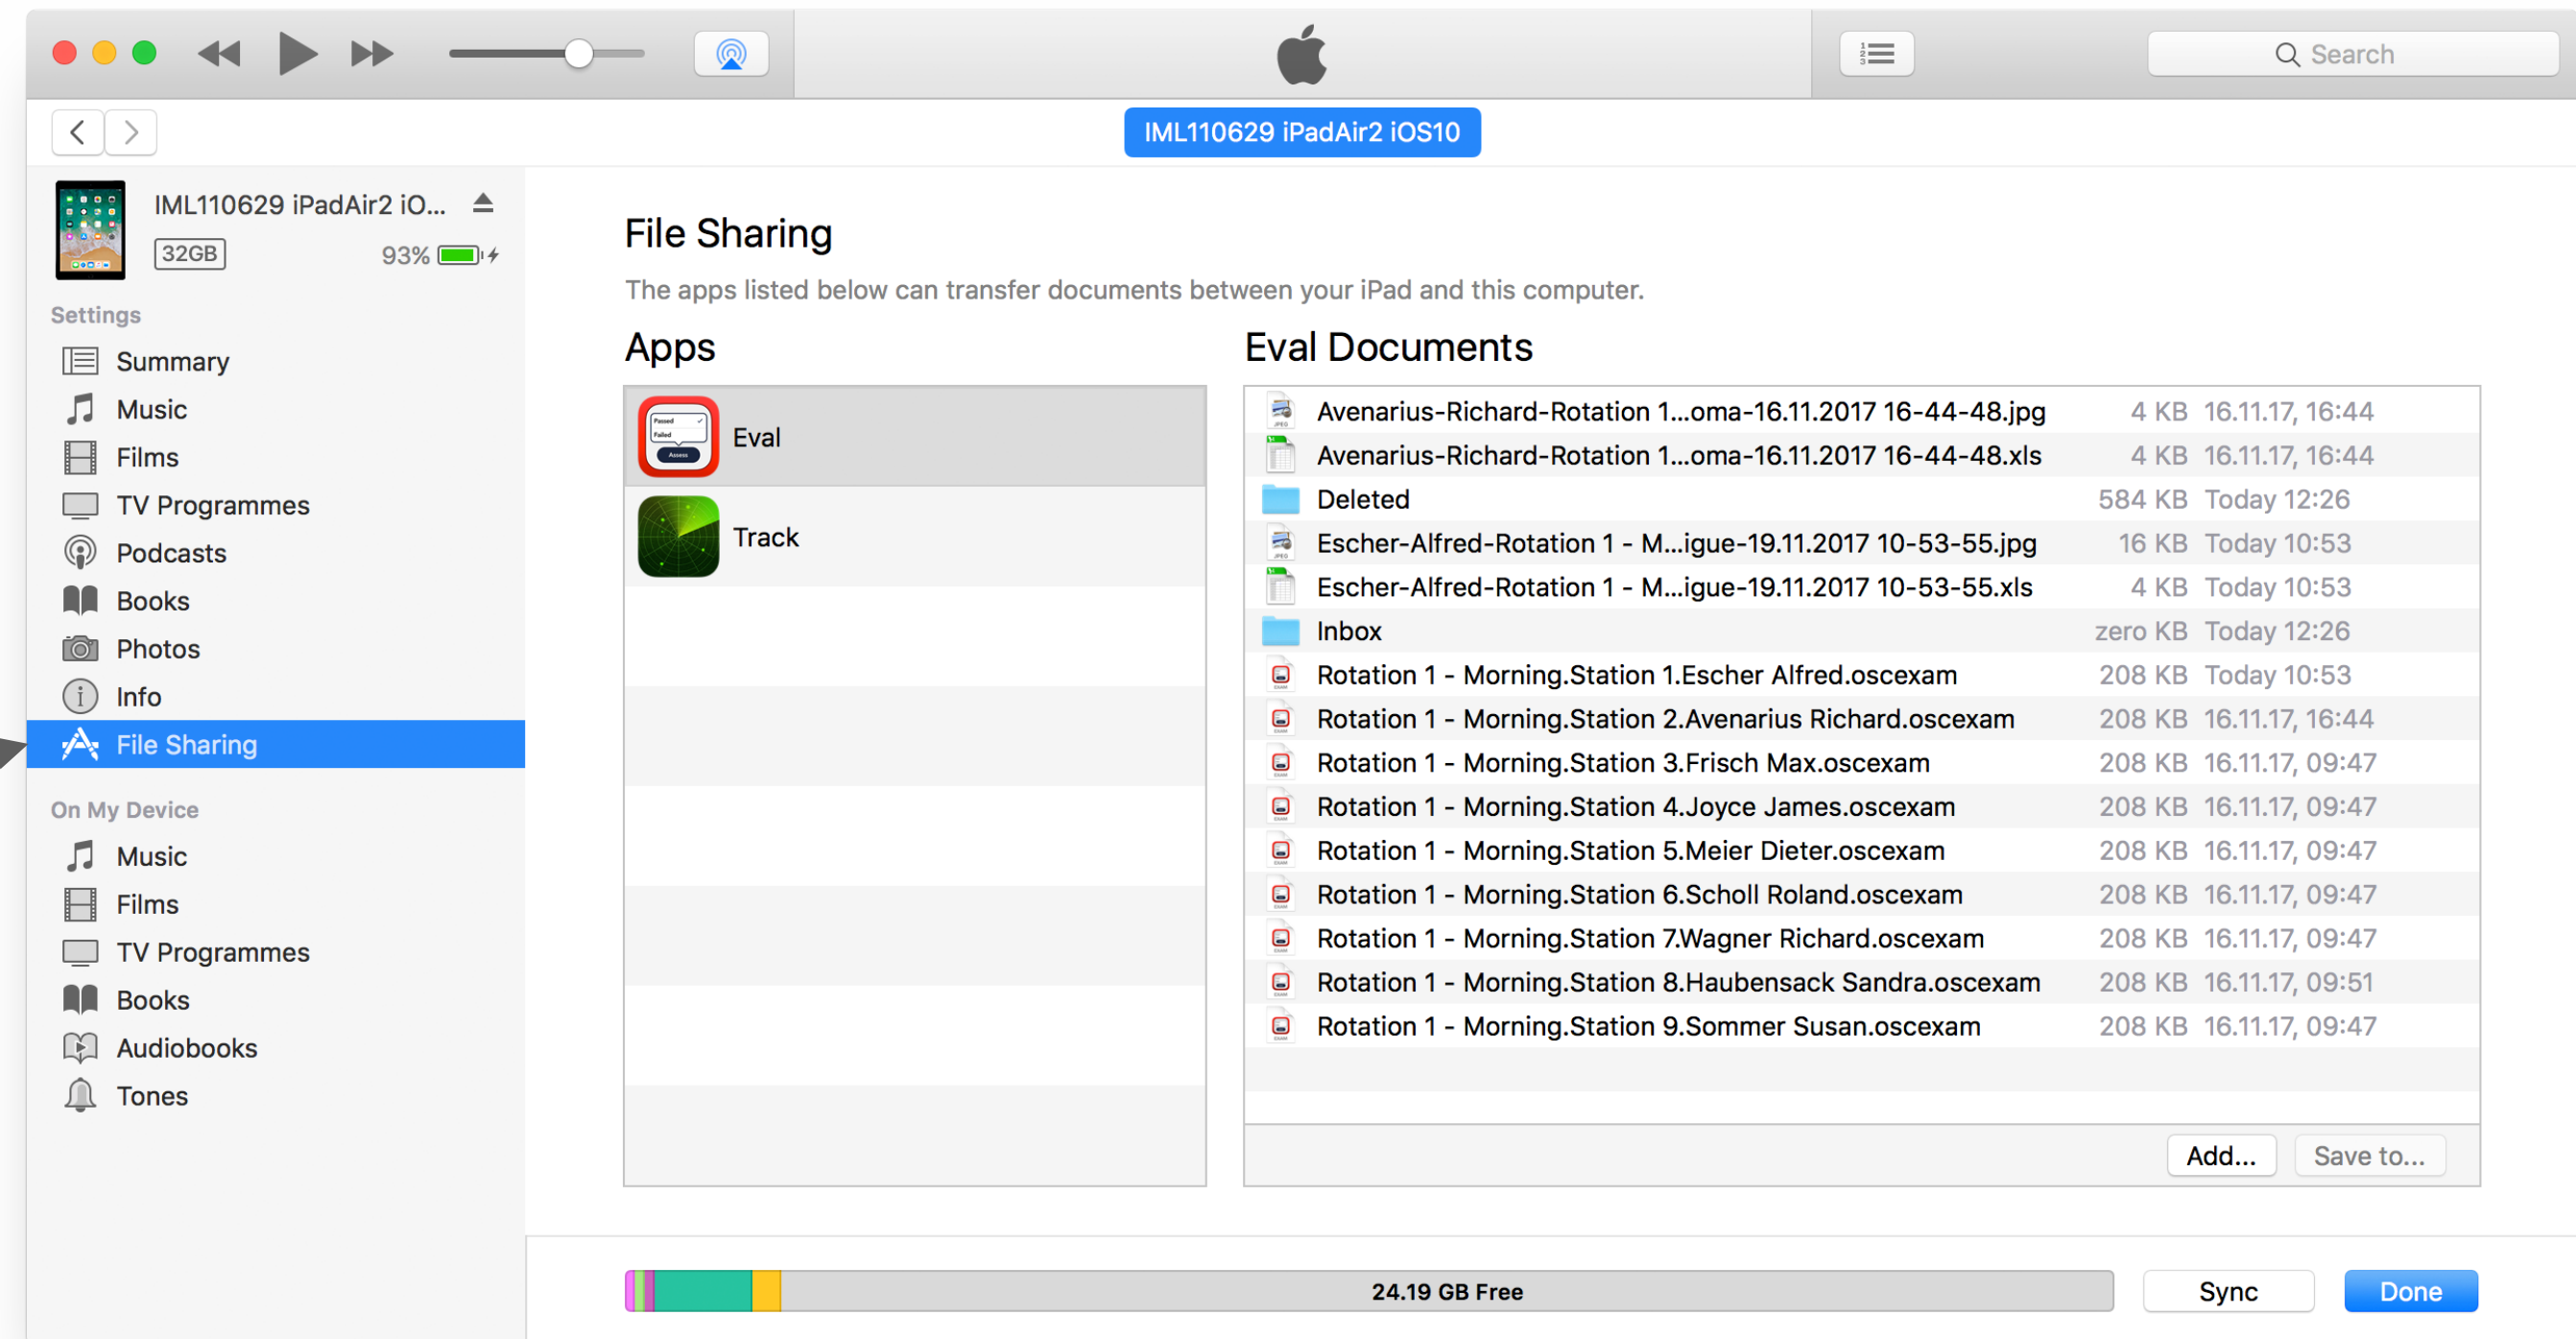 Search
IML110629 iPadAir2 iOS10
IML110629 iPadAir2 iO...
32GB
93%
Settings
Summary
Music
Films
TV Programmes
Podcasts
Books
Photos
Info
File Sharing
On My Device
Music
Films
TV Programmes
Books
Audiobooks
Tones
File Sharing
The apps listed below can transfer documents between your iPad and this computer.
Apps
Passed
Failed
Assess
Eval
Track
Eval Documents
Avenarius-Richard-Rotation 1...oma-16.11.2017 16-44-48.jpg 4 KB 16.11.17, 16:44
Avenarius-Richard-Rotation 1...oma-16.11.2017 16-44-48.xls 4 KB 16.11.17, 16:44
Deleted 584 KB Today 12:26
Escher-Alfred-Rotation 1 - M...igue-19.11.2017 10-53-55.jpg 16 KB Today 10:53
Escher-Alfred-Rotation 1 - M...igue-19.11.2017 10-53-55.xls 4 KB Today 10:53
Inbox zero KB Today 12:26
Rotation 1 - Morning.Station 1.Escher Alfred.oscexam 208 KB Today 10:53
Rotation 1 - Morning.Station 2.Avenarius Richard.oscexam 208 KB 16.11.17, 16:44
Rotation 1 - Morning.Station 3.Frisch Max.oscexam 208 KB 16.11.17, 09:47
Rotation 1 - Morning.Station 4.Joyce James.oscexam 208 KB 16.11.17, 09:47
Rotation 1 - Morning.Station 5.Meier Dieter.oscexam 208 KB 16.11.17, 09:47
Rotation 1 - Morning.Station 6.Scholl Roland.oscexam 208 KB 16.11.17, 09:47
Rotation 1 - Morning.Station 7.Wagner Richard.oscexam 208 KB 16.11.17, 09:47
Rotation 1 - Morning.Station 8.Haubensack Sandra.oscexam 208 KB 16.11.17, 09:51
Rotation 1 - Morning.Station 9.Sommer Susan.oscexam 208 KB 16.11.17, 09:47
Add...
Save to...
24.19 GB Free
Sync
Done